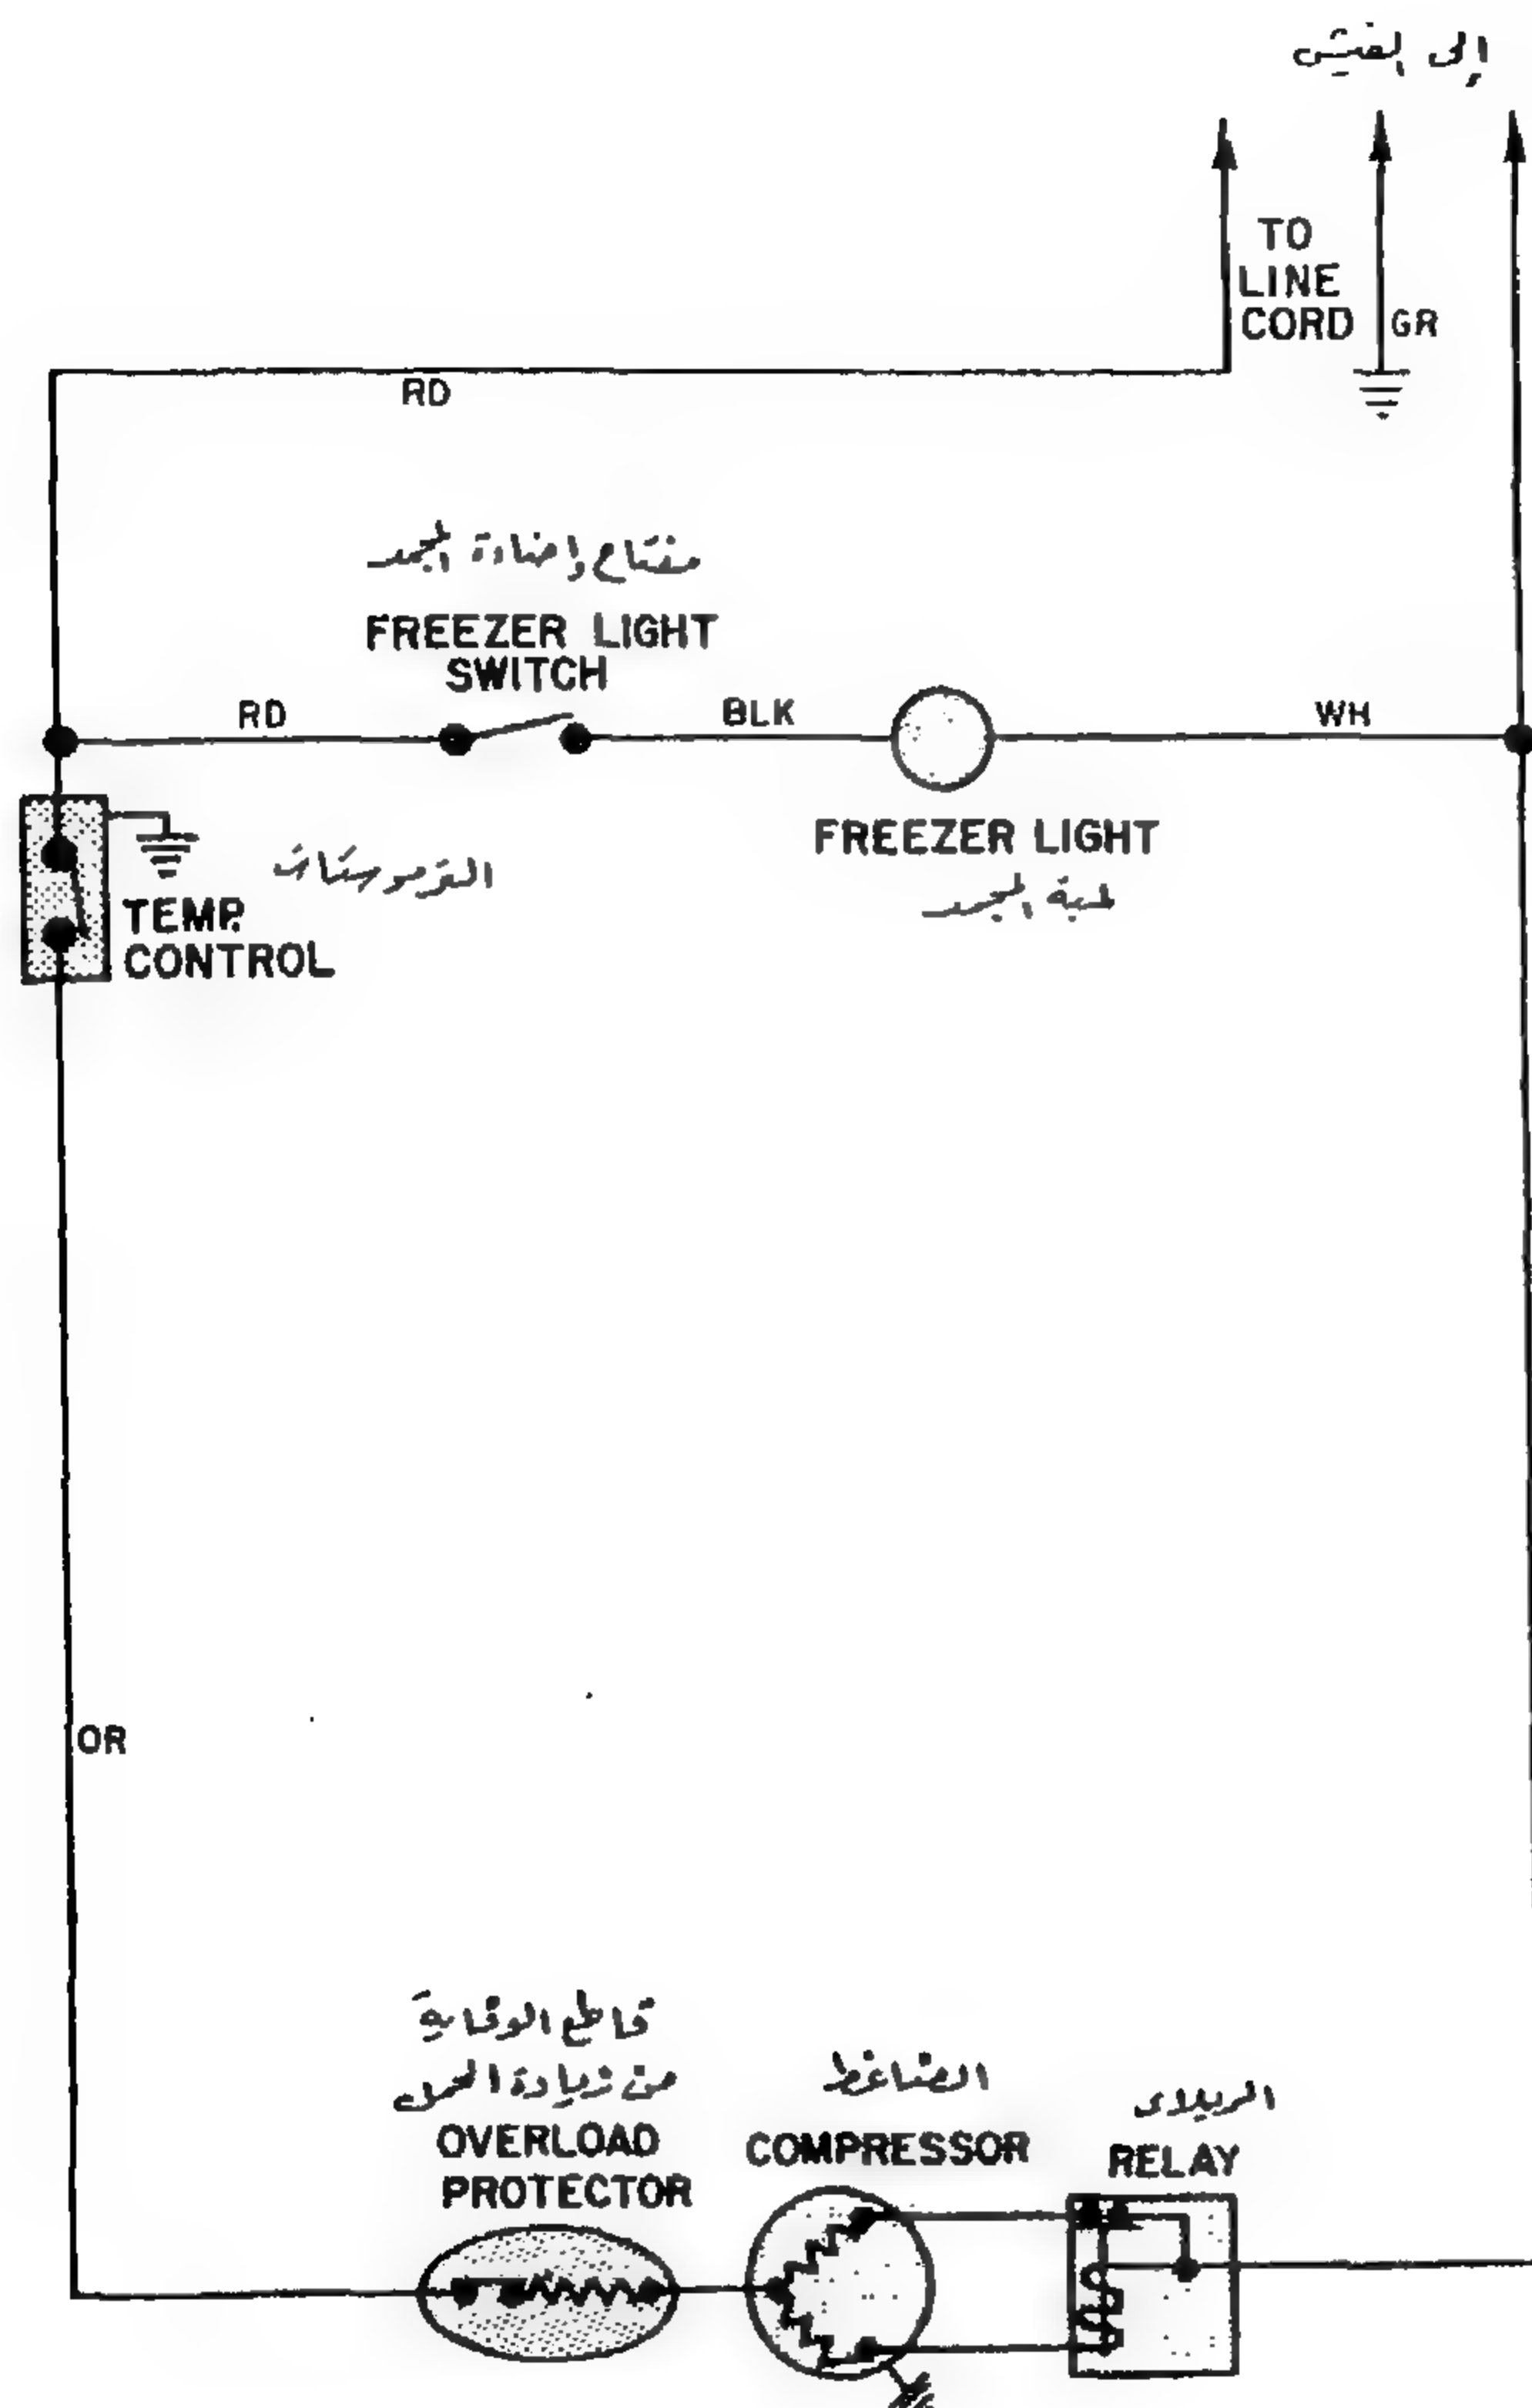 إلى الفيش
TO
LINE
CORD
GR
RD
مفتاح إضاءة المجمد
FREEZER LIGHT
SWITCH
RD
BLK
WH
FREEZER LIGHT
لمبة المجمد
الترموستات
TEMP.
CONTROL
OR
قاطع الوقاية
من زيادة الحمل
OVERLOAD
PROTECTOR
الضاغط
COMPRESSOR
الريلاى
RELAY